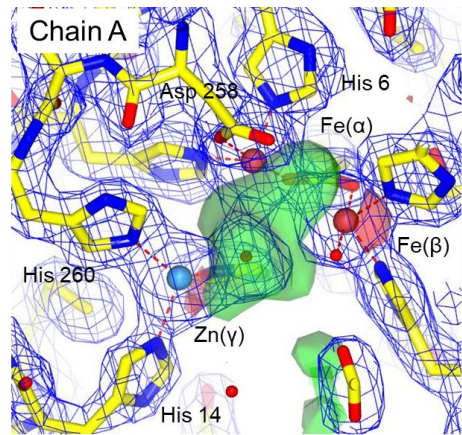 Chain A
His 6
Asp 258
Fe(α)
Fe(β)
His 260
Zn(γ)
His 14